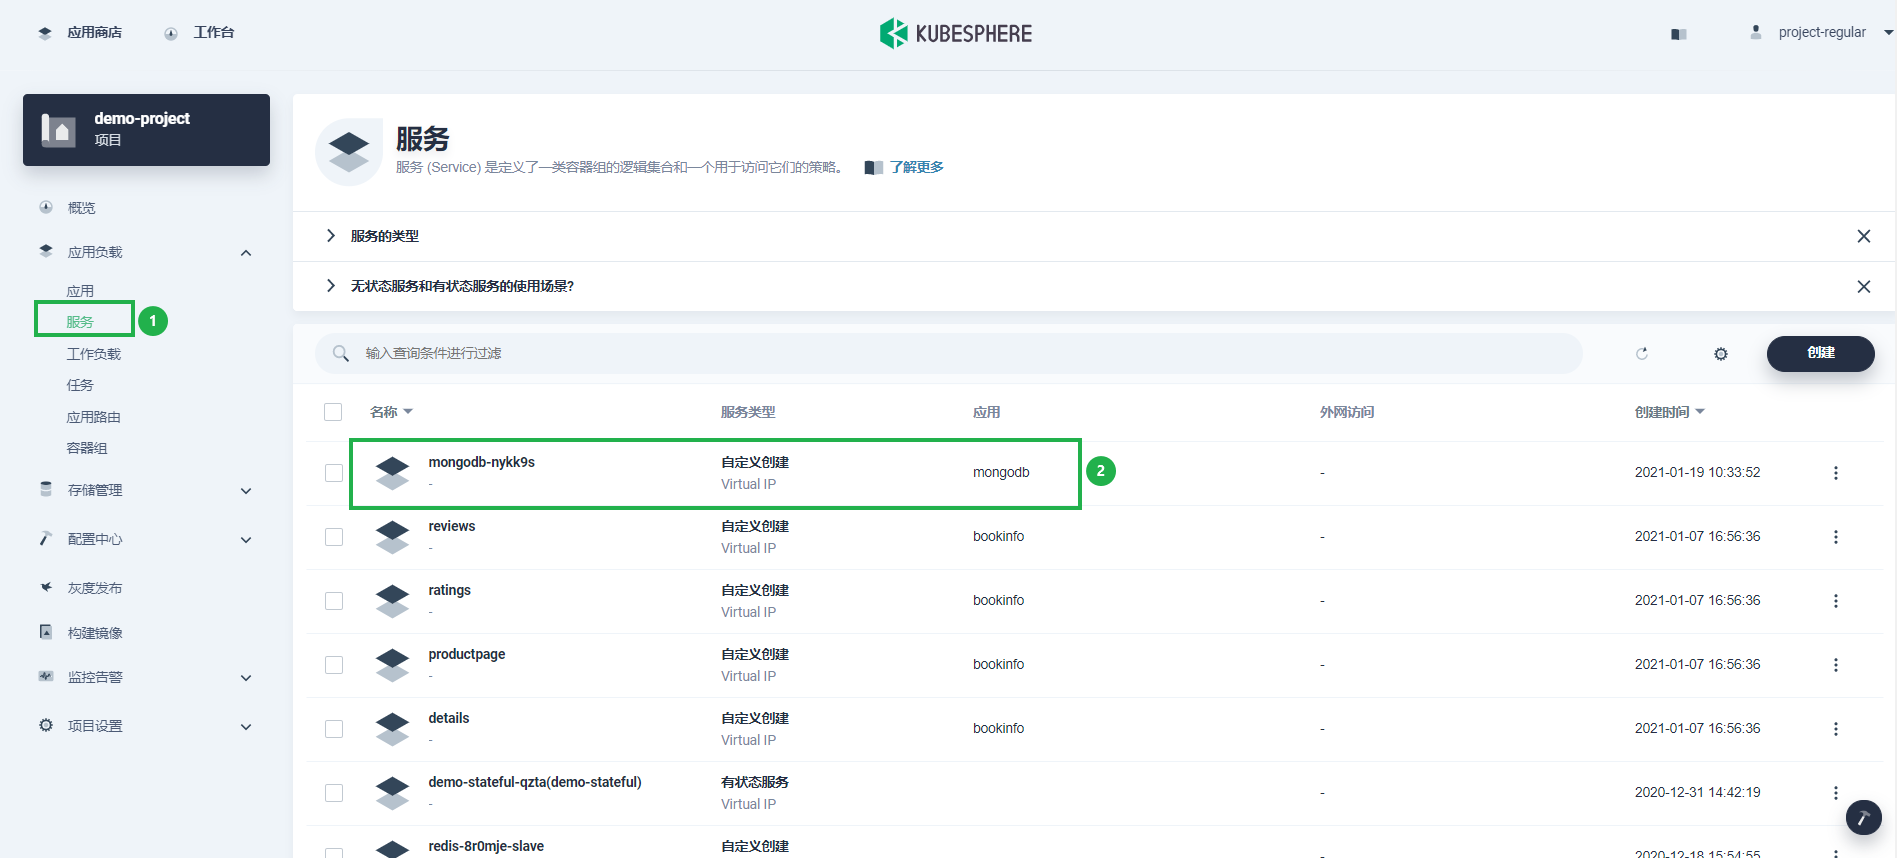 应用商店
工作台
KUBESPHERE
project-regular
demo-project
项目
概览
应用负载
应用
服务
1
工作负载
任务
应用路由
容器组
存储管理
配置中心
灰度发布
构建镜像
监控告警
项目设置
服务
服务 (Service) 是定义了一类容器组的逻辑集合和一个用于访问它们的策略。 了解更多
服务的类型
无状态服务和有状态服务的使用场景?
输入查询条件进行过滤
创建
名称 服务类型 应用 外网访问 创建时间
mongodb-nykk9s 自定义创建
- Virtual IP mongodb - 2021-01-19 10:33:52
2
reviews 自定义创建
- Virtual IP bookinfo - 2021-01-07 16:56:36
ratings 自定义创建
- Virtual IP bookinfo - 2021-01-07 16:56:36
productpage 自定义创建
- Virtual IP bookinfo - 2021-01-07 16:56:36
details 自定义创建
- Virtual IP bookinfo - 2021-01-07 16:56:36
demo-stateful-qzta(demo-stateful) 有状态服务
- Virtual IP - 2020-12-31 14:42:19
redis-8r0mje-slave 自定义创建
- 2020-12-18 15:54:55